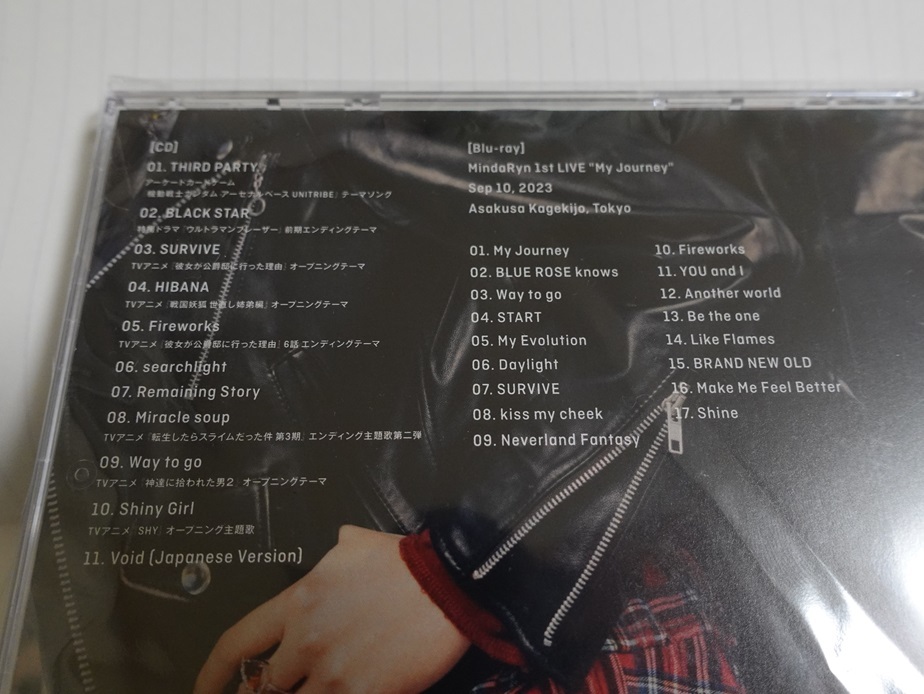 [CD]
01. THIRD PARTY
アーケードカードゲーム
「機動戦士ガンダム アーセナルベース UNITRIBE」テーマソング
02. BLACK STAR
特撮ドラマ「ウルトラマンブレーザー」前期エンディングテーマ
03. SURVIVE
TVアニメ「彼女が公爵邸に行った理由」オープニングテーマ
04. HIBANA
TVアニメ「戦国妖狐 世直し姉弟編」オープニングテーマ
05. Fireworks
TVアニメ「彼女が公爵邸に行った理由」6話 エンディングテーマ
06. searchlight
07. Remaining Story
08. Miracle soup
TVアニメ「転生したらスライムだった件 第3期」エンディング主題歌第二弾
09. Way to go
TVアニメ「神達に拾われた男2」オープニングテーマ
10. Shiny Girl
TVアニメ「SHY」オープニング主題歌
11. Void (Japanese Version)
[Blu-ray]
MindaRyn 1st LIVE "My Journey"
Sep 10, 2023
Asakusa Kagekijo, Tokyo
01. My Journey
02. BLUE ROSE knows
03. Way to go
04. START
05. My Evolution
06. Daylight
07. SURVIVE
08. kiss my cheek
09. Neverland Fantasy
10. Fireworks
11. YOU and I
12. Another world
13. Be the one
14. Like Flames
15. BRAND NEW OLD
16. Make Me Feel Better
17. Shine